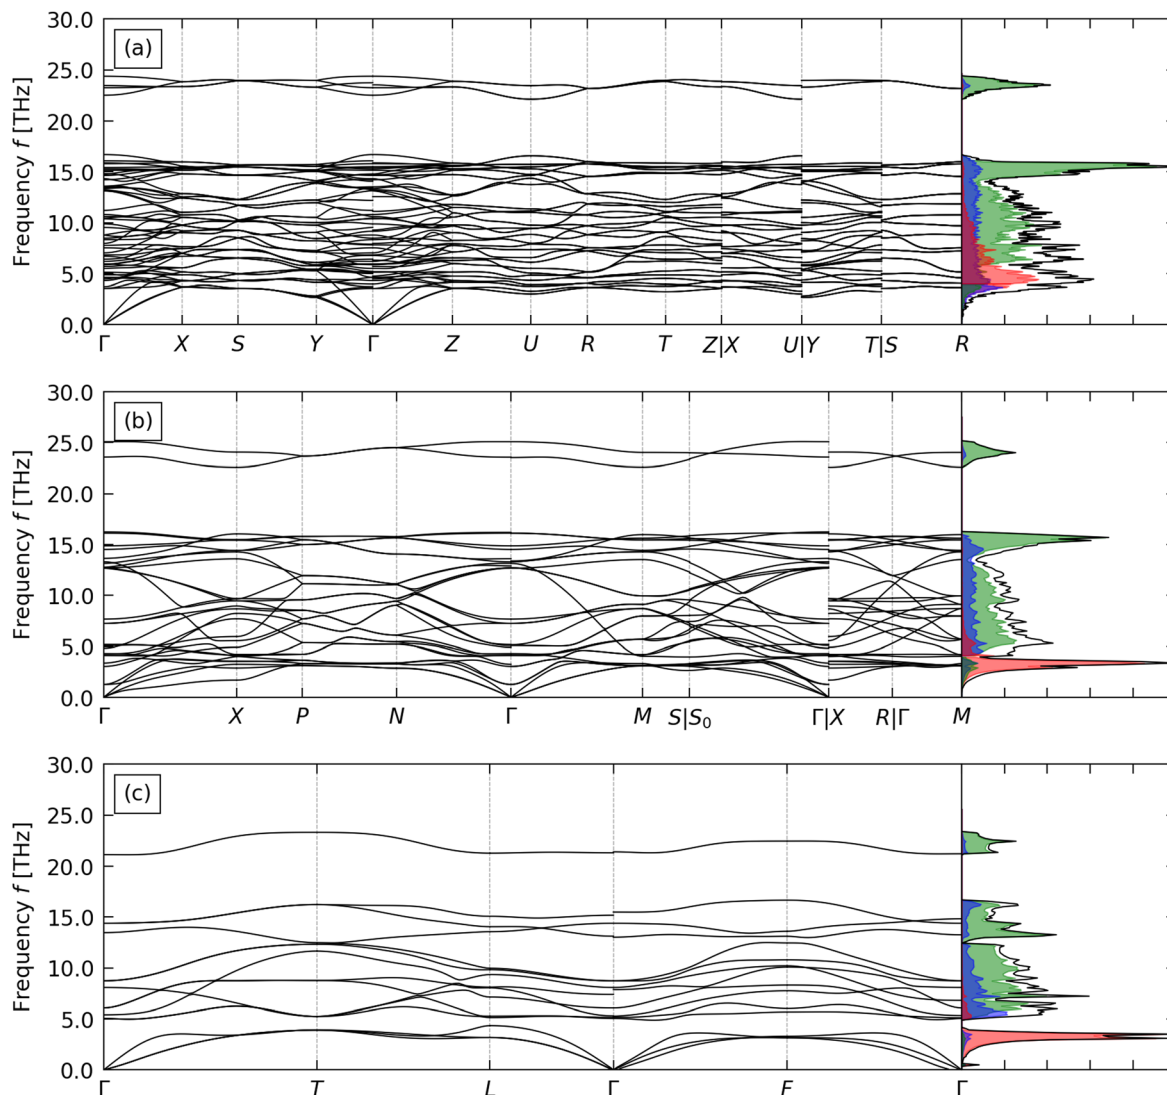 30.0
(a)
25.0
20.0
15.0
10.0
5.0
0.0
Frequency f [THz]
Γ X S Y Γ Z U R T Z|X U|Y T|S R
30.0
(b)
25.0
20.0
15.0
10.0
5.0
0.0
Frequency f [THz]
Γ X P N Γ M S|S₀ Γ|X R|Γ M
30.0
(c)
25.0
20.0
15.0
10.0
5.0
0.0
Frequency f [THz]
Γ T L Γ F Γ